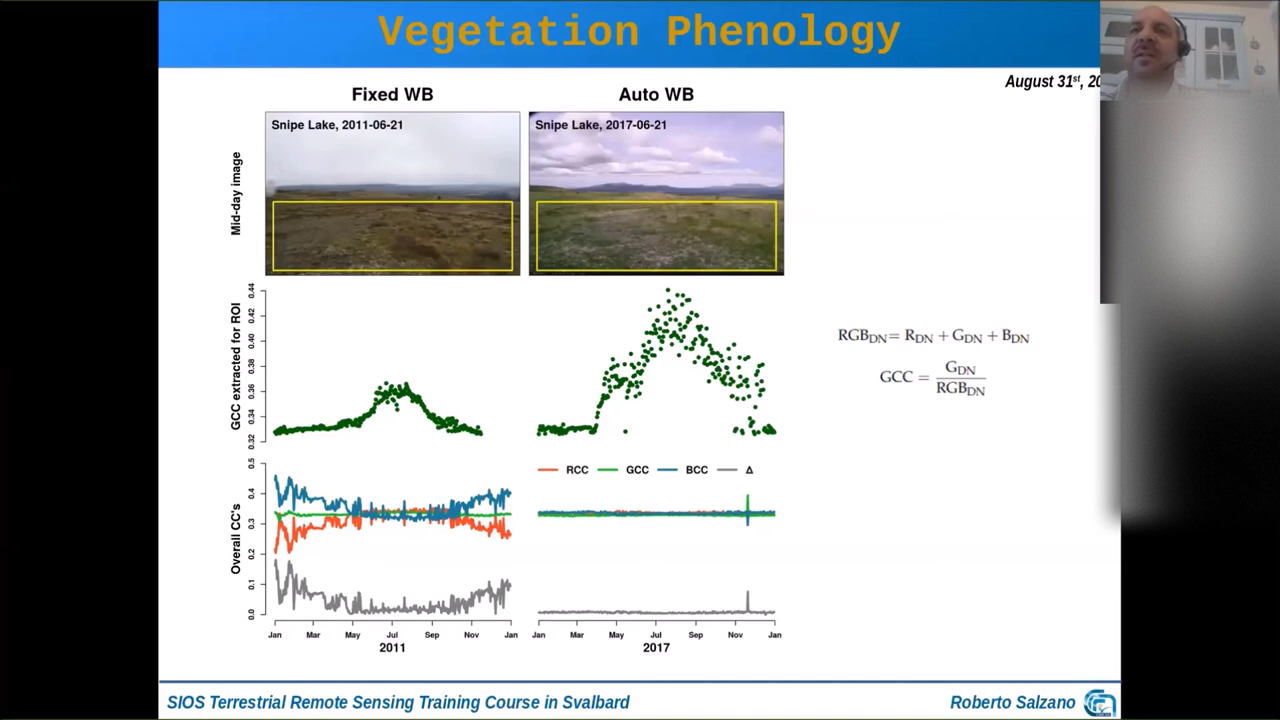 Vegetation Phenology
August 31st, 20
Fixed WB
Auto WB
Snipe Lake, 2011-06-21
Snipe Lake, 2017-06-21
Mid-day image
GCC extracted for ROI
0.44
0.42
0.40
0.38
0.36
0.34
0.32
RGBDN= RDN + GDN + BDN
GCC = GDN
RGBDN
Overall CC's
0.5
0.4
0.3
0.2
0.1
0.0
RCC GCC BCC Δ
Jan Mar May Jul Sep Nov Jan
2011
Jan Mar May Jul Sep Nov Jan
2017
SIOS Terrestrial Remote Sensing Training Course in Svalbard
Roberto Salzano